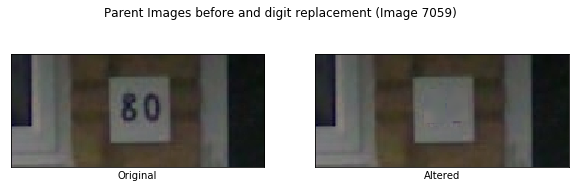 Parent Images before and digit replacement (Image 7059)
80
Original
Altered